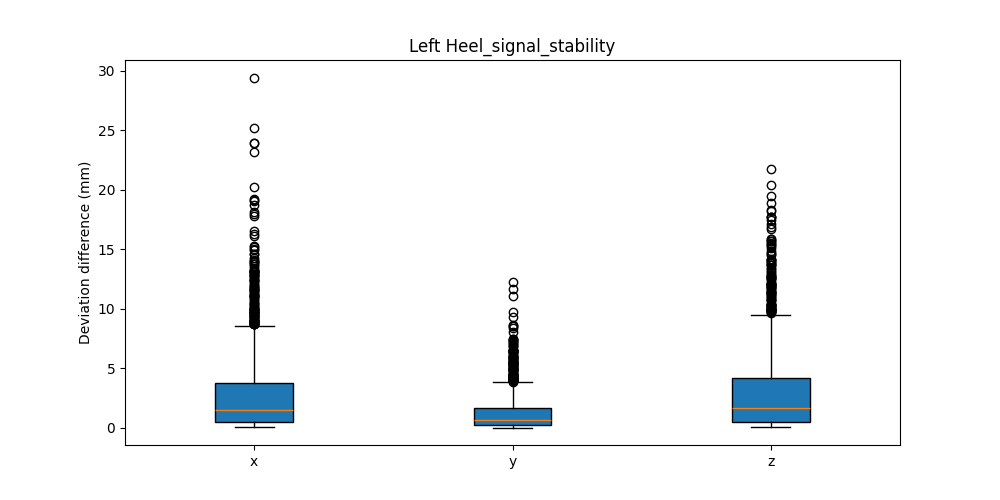 Left Heel_signal_stability
Deviation difference (mm)
30
25
20
15
10
5
0
x y z